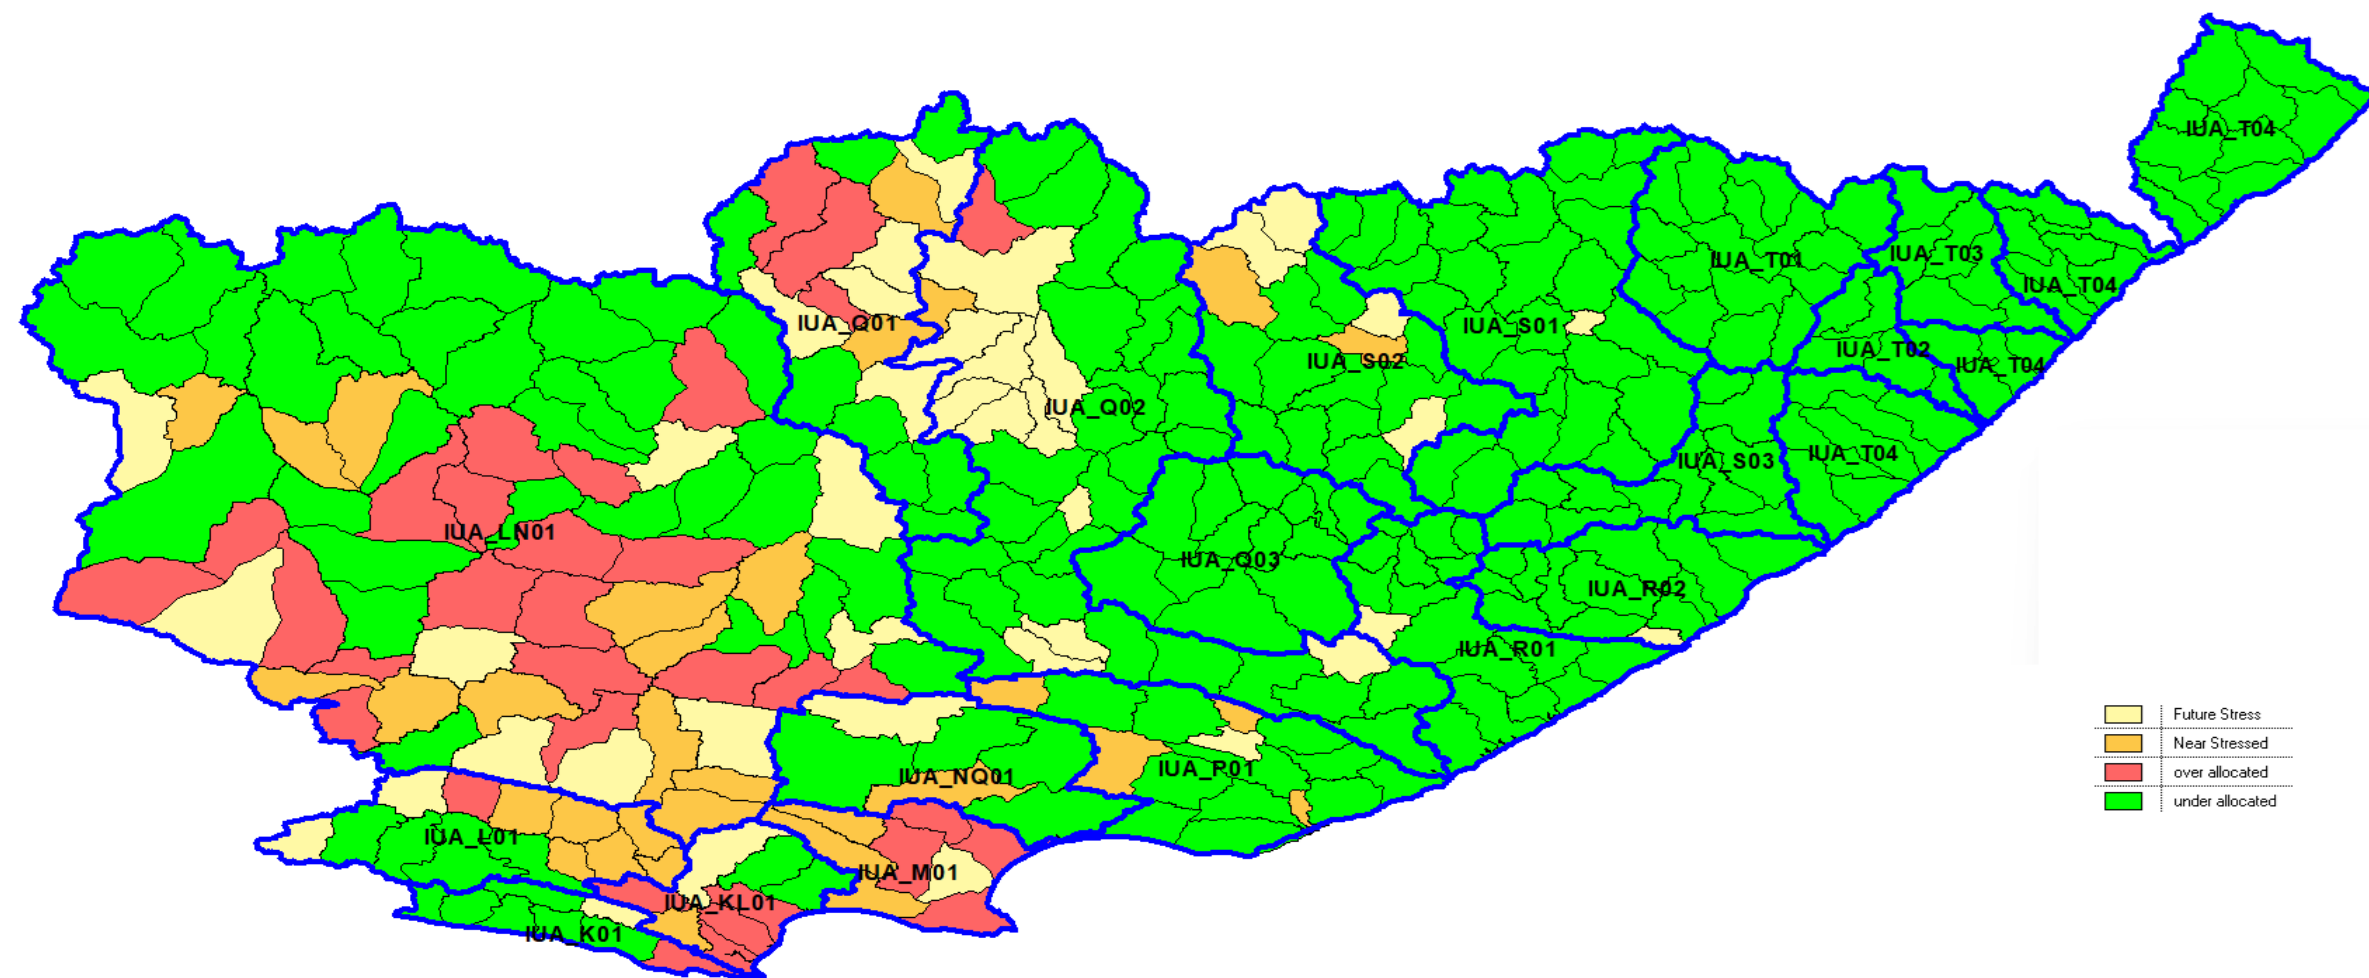 IUA_T04
IUA_T01
IUA_T03
IUA_T04
IUA_Q01
IUA_S01
IUA_S02
IUA_T02
IUA_T04
IUA_Q02
IUA_S03
IUA_T04
IUA_LN01
IUA_Q03
IUA_R02
IUA_R01
IUA_NQ01
IUA_P01
IUA_L01
IUA_M01
IUA_KL01
IUA_K01
Future Stress
Near Stressed
over allocated
under allocated